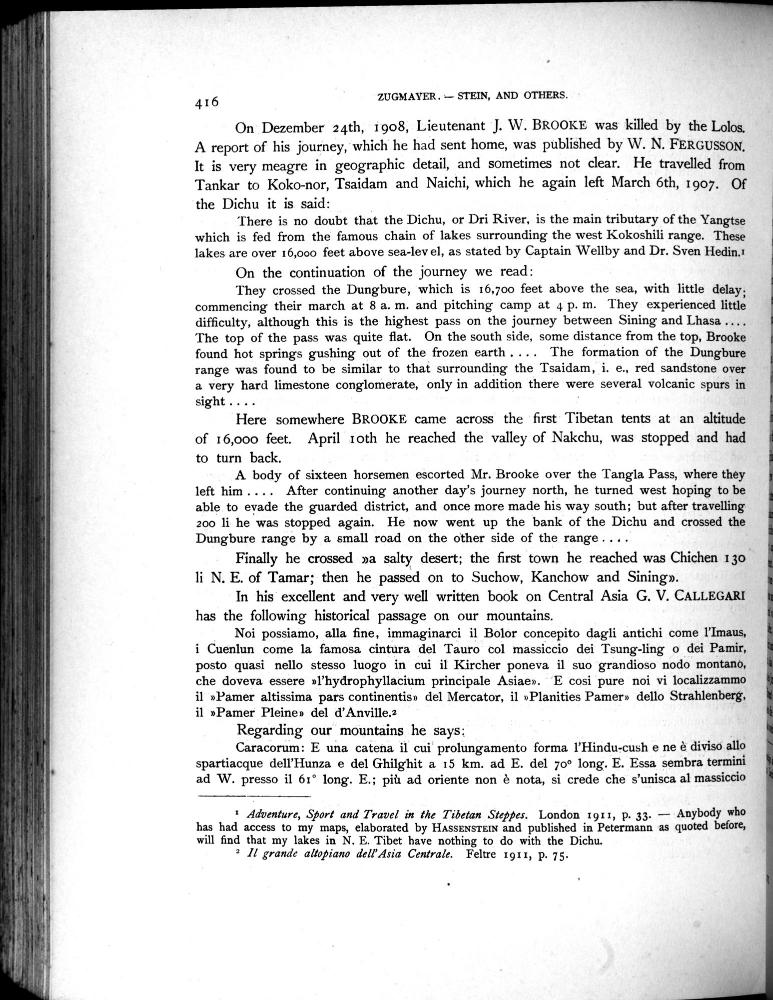 416
ZUGMAYER. — STEIN, AND OTHERS.
On Dezember 24th, 1908, Lieutenant J. W. BROOKE was killed by the Lolos.
A report of his journey, which he had sent home, was published by W. N. FERGUSSON.
It is very meagre in geographic detail, and sometimes not clear. He travelled from
Tankar to Koko-nor, Tsaidam and Naichi, which he again left March 6th, 1907. Of
the Dichu it is said:
There is no doubt that the Dichu, or Dri River, is the main tributary of the Yangtse
which is fed from the famous chain of lakes surrounding the west Kokoshili range. These
lakes are over 16,000 feet above sea-level, as stated by Captain Wellby and Dr. Sven Hedin.¹
On the continuation of the journey we read:
They crossed the Dungbure, which is 16,700 feet above the sea, with little delay;
commencing their march at 8 a. m. and pitching camp at 4 p. m. They experienced little
difficulty, although this is the highest pass on the journey between Sining and Lhasa ....
The top of the pass was quite flat. On the south side, some distance from the top, Brooke
found hot springs gushing out of the frozen earth .... The formation of the Dungbure
range was found to be similar to that surrounding the Tsaidam, i. e., red sandstone over
a very hard limestone conglomerate, only in addition there were several volcanic spurs in
sight ....
Here somewhere BROOKE came across the first Tibetan tents at an altitude
of 16,000 feet. April 10th he reached the valley of Nakchu, was stopped and had
to turn back.
A body of sixteen horsemen escorted Mr. Brooke over the Tangla Pass, where they
left him .... After continuing another day's journey north, he turned west hoping to be
able to evade the guarded district, and once more made his way south; but after travelling
200 li he was stopped again. He now went up the bank of the Dichu and crossed the
Dungbure range by a small road on the other side of the range ....
Finally he crossed »a salty desert; the first town he reached was Chichen 130
li N. E. of Tamar; then he passed on to Suchow, Kanchow and Sining».
In his excellent and very well written book on Central Asia G. V. CALLEGARI
has the following historical passage on our mountains.
Noi possiamo, alla fine, immaginarci il Bolor concepito dagli antichi come l'Imaus,
i Cuenlun come la famosa cintura del Tauro col massiccio dei Tsung-ling o dei Pamir,
posto quasi nello stesso luogo in cui il Kircher poneva il suo grandioso nodo montano,
che doveva essere »l'hydrophyllacium principale Asiae». E cosi pure noi vi localizzammo
il »Pamer altissima pars continentis» del Mercator, il »Planities Pamer» dello Strahlenberg,
il »Pamer Pleine» del d'Anville.²
Regarding our mountains he says:
Caracorum: E una catena il cui prolungamento forma l'Hindu-cush e ne è diviso allo
spartiacque dell'Hunza e del Ghilghit a 15 km. ad E. del 70° long. E. Essa sembra termini
ad W. presso il 61° long. E.; più ad oriente non è nota, si crede che s'unisca al massiccio
¹ Adventure, Sport and Travel in the Tibetan Steppes. London 1911, p. 33. — Anybody who
has had access to my maps, elaborated by HASSENSTEIN and published in Petermann as quoted before,
will find that my lakes in N. E. Tibet have nothing to do with the Dichu.
² Il grande altopiano dell'Asia Centrale. Feltre 1911, p. 75.